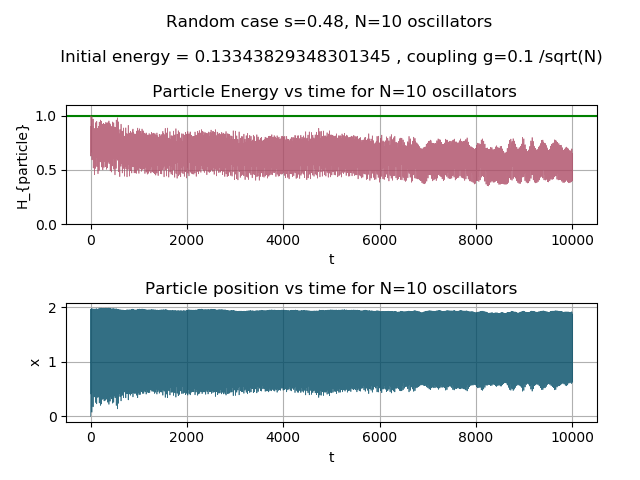 Random case s=0.48, N=10 oscillators
Initial energy = 0.13343829348301345 , coupling g=0.1 /sqrt(N)
Particle Energy vs time for N=10 oscillators
1.0
0.5
0.0
H_{particle}
0
2000
4000
6000
8000
10000
t
Particle position vs time for N=10 oscillators
2
1
0
x
0
2000
4000
6000
8000
10000
t